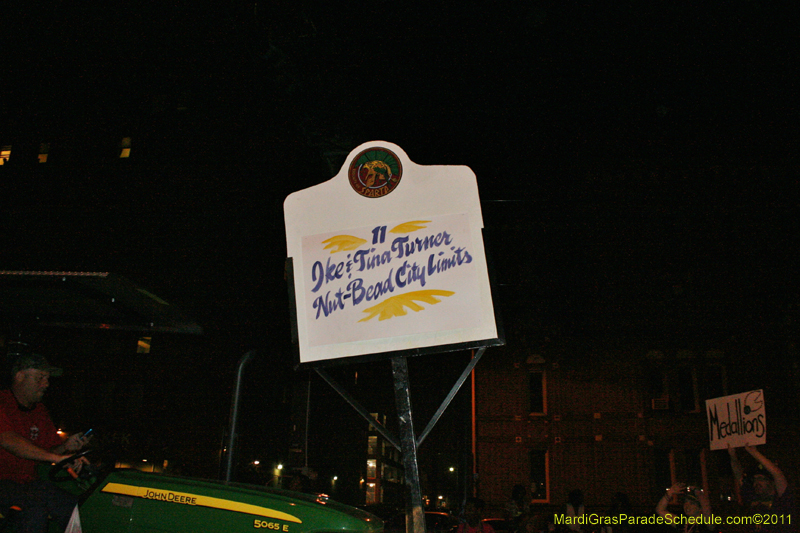 SPARTA
11
Ike & Tina Turner
Nut-Bead City Limits
Medallions
JOHN DEERE
5065 E
MardiGrasParadeSchedule.com©2011